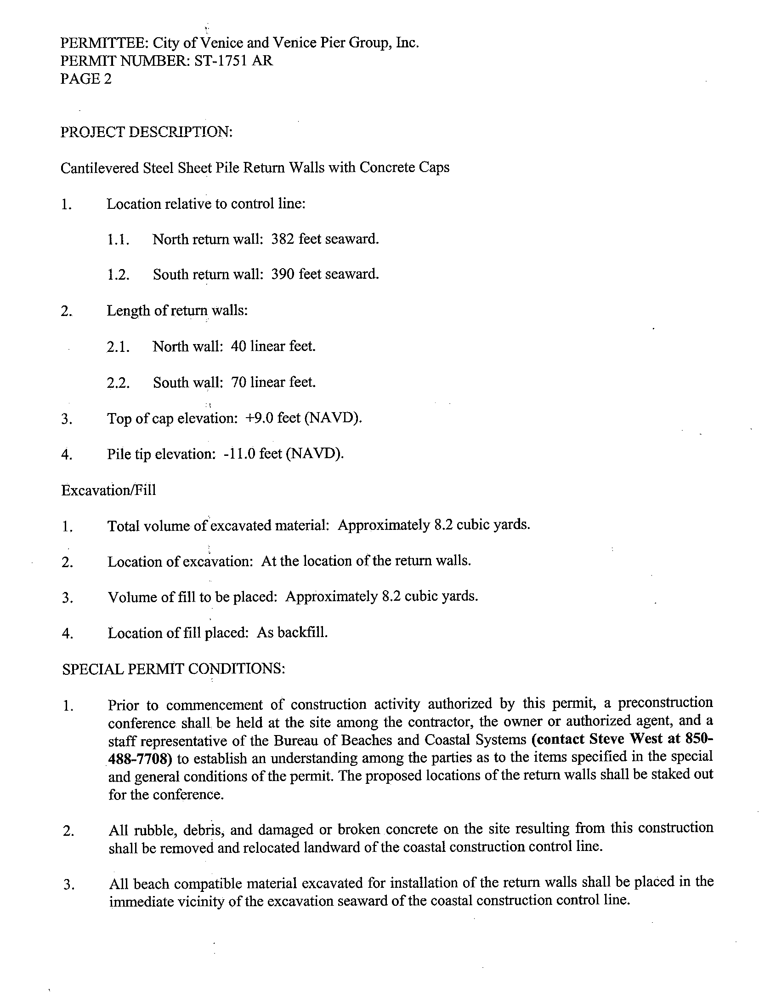 PERMITTEE: City of Venice and Venice Pier Group, Inc.
PERMIT NUMBER: ST-1751 AR
PAGE 2
PROJECT DESCRIPTION:
Cantilevered Steel Sheet Pile Return Walls with Concrete Caps
1. Location relative to control line:
1.1. North return wall: 382 feet seaward.
1.2. South return wall: 390 feet seaward.
2. Length of return walls:
2.1. North wall: 40 linear feet.
2.2. South wall: 70 linear feet.
3. Top of cap elevation: +9.0 feet (NAVD).
4. Pile tip elevation: -11.0 feet (NAVD).
Excavation/Fill
1. Total volume of excavated material: Approximately 8.2 cubic yards.
2. Location of excavation: At the location of the return walls.
3. Volume of fill to be placed: Approximately 8.2 cubic yards.
4. Location of fill placed: As backfill.
SPECIAL PERMIT CONDITIONS:
1. Prior to commencement of construction activity authorized by this permit, a preconstruction
conference shall be held at the site among the contractor, the owner or authorized agent, and a
staff representative of the Bureau of Beaches and Coastal Systems (contact Steve West at 850-
488-7708) to establish an understanding among the parties as to the items specified in the special
and general conditions of the permit. The proposed locations of the return walls shall be staked out
for the conference.
2. All rubble, debris, and damaged or broken concrete on the site resulting from this construction
shall be removed and relocated landward of the coastal construction control line.
3. All beach compatible material excavated for installation of the return walls shall be placed in the
immediate vicinity of the excavation seaward of the coastal construction control line.